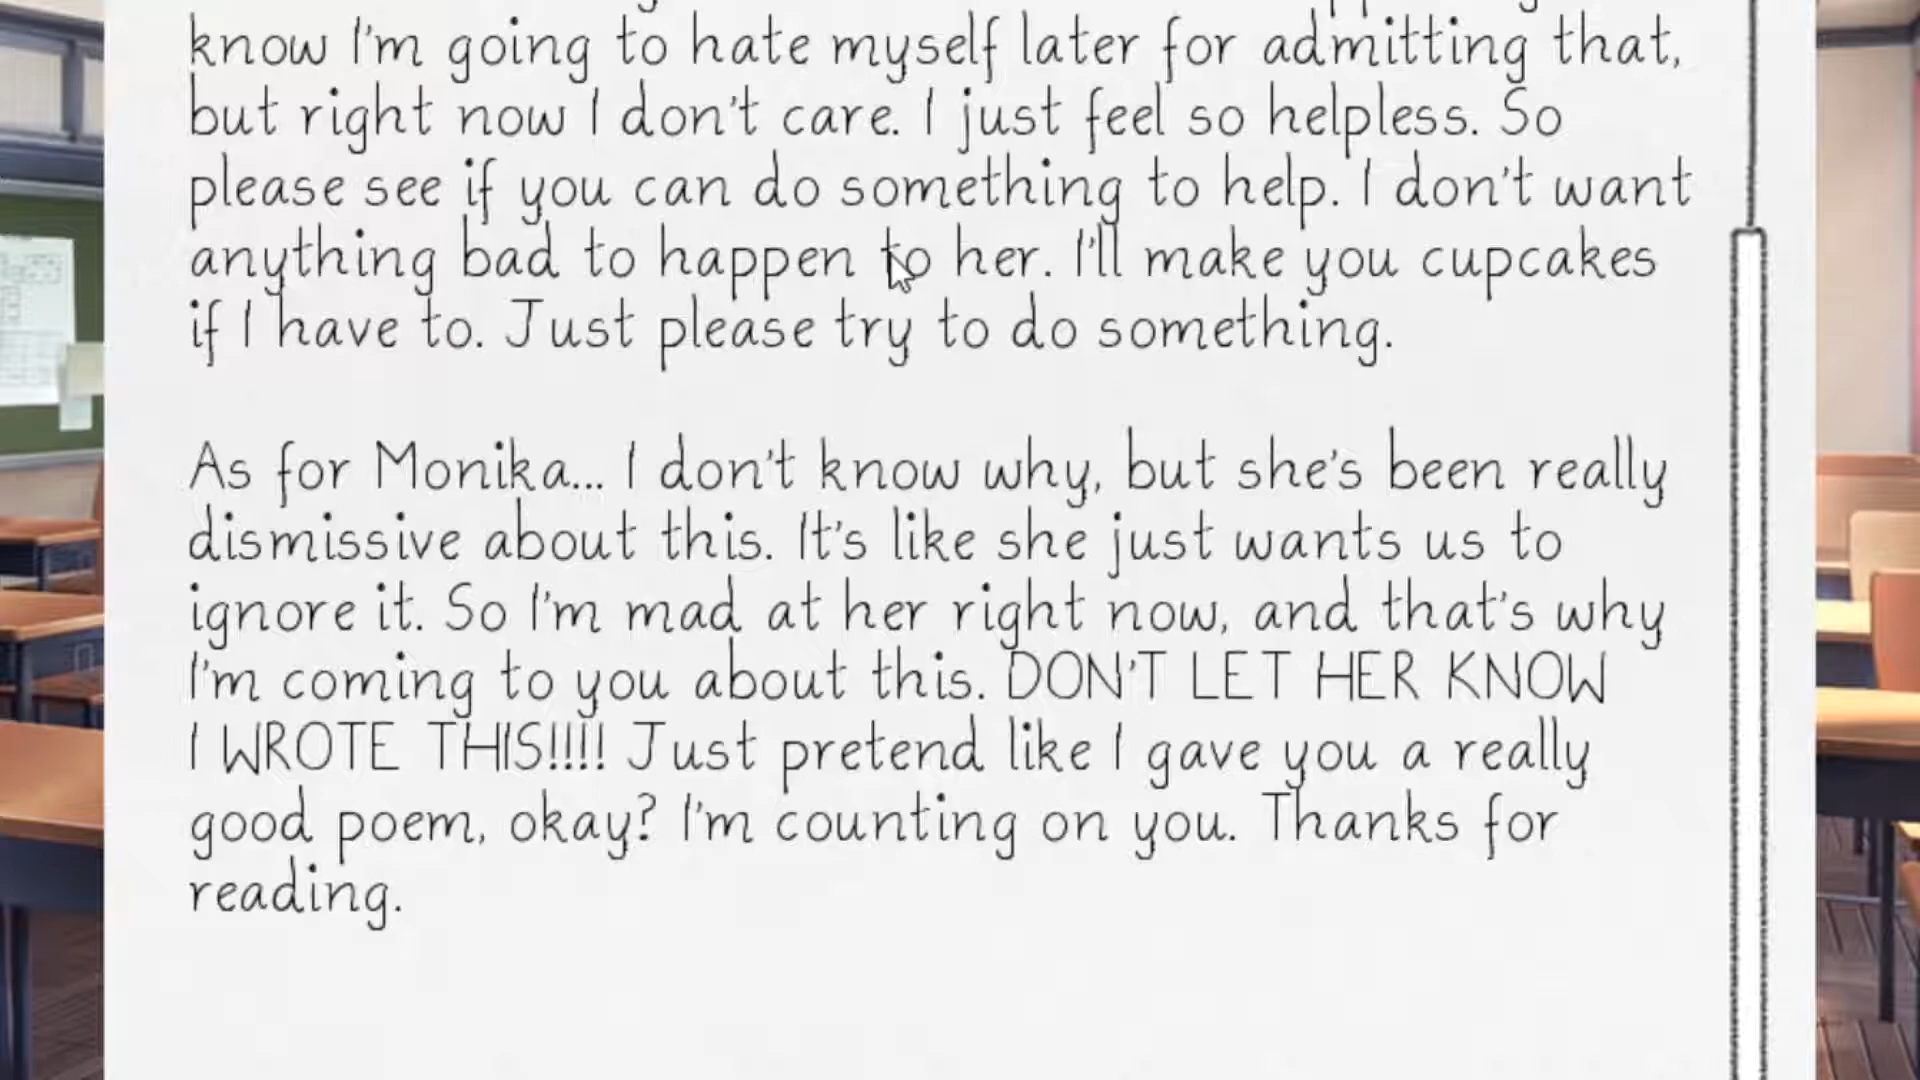 know I'm going to hate myself later for admitting that,
but right now I don't care. I just feel so helpless. So
please see if you can do something to help. I don't want
anything bad to happen to her. I'll make you cupcakes
if I have to. Just please try to do something.
As for Monika... I don't know why, but she's been really
dismissive about this. It's like she just wants us to
ignore it. So I'm mad at her right now, and that's why
I'm coming to you about this. DON'T LET HER KNOW
I WROTE THIS!!!! Just pretend like I gave you a really
good poem, okay? I'm counting on you. Thanks for
reading.